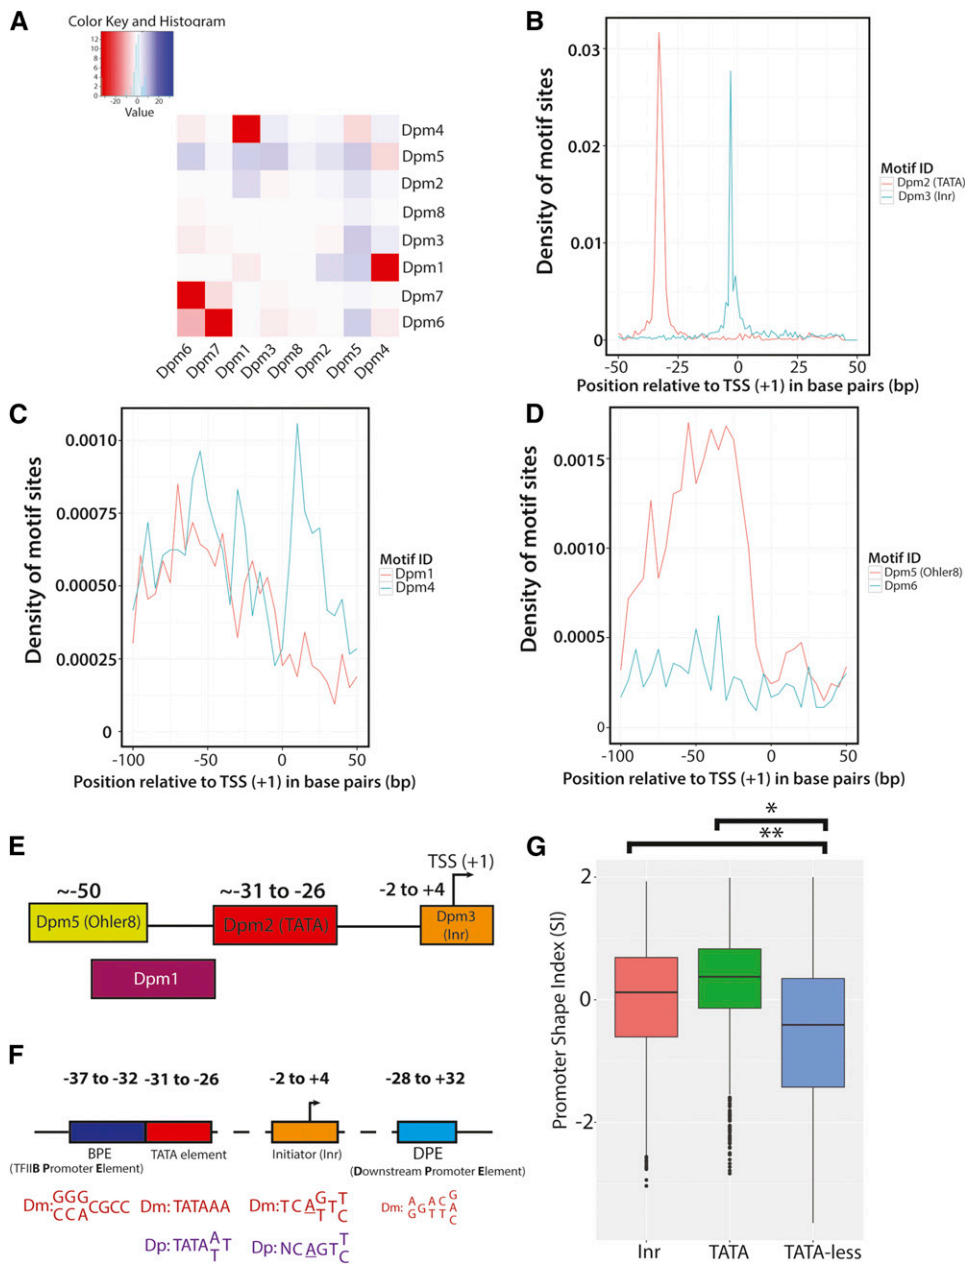 A
Color Key and Histogram
12
10
8
6
4
2
0
-20 0 20
Value
Dpm4
Dpm5
Dpm2
Dpm8
Dpm3
Dpm1
Dpm7
Dpm6
Dpm6 Dpm7 Dpm1 Dpm3 Dpm8 Dpm2 Dpm5 Dpm4
B
Density of motif sites
0.03
0.02
0.01
0
-50 -25 0 25 50
Position relative to TSS (+1) in base pairs (bp)
Motif ID
Dpm2 (TATA)
Dpm3 (Inr)
C
Density of motif sites
0.0010
0.00075
0.00050
0.00025
0
-100 -50 0 50
Position relative to TSS (+1) in base pairs (bp)
Motif ID
Dpm1
Dpm4
D
Density of motif sites
0.0015
0.0010
0.0005
0
-100 -50 0 50
Position relative to TSS (+1) in base pairs (bp)
Motif ID
Dpm5 (Ohler8)
Dpm6
E
TSS (+1)
~-50 ~-31 to -26 -2 to +4
Dpm5 (Ohler8) Dpm2 (TATA) Dpm3
(Inr)
Dpm1
F
-37 to -32 -31 to -26 -2 to +4 -28 to +32
BPE TATA element Initiator (Inr) DPE
(TFIIB Promoter Element) (Downstream Promoter Element)
GGG G T A A C G
Dm: CGCC Dm: TATAAA Dm: TCA T Dm: G
CCA T C G T T A C
A T
Dp: TATA T Dp: NCAGT
T C
G
* 
**
Promoter Shape Index (SI)
2
0
-2
Inr TATA TATA-less